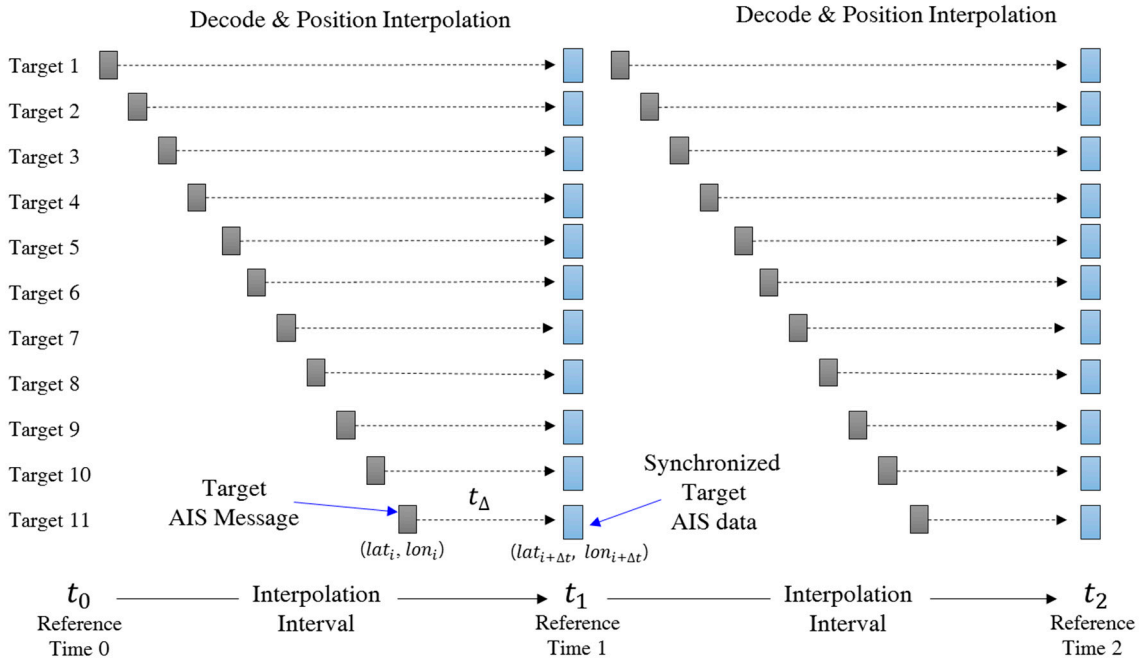 Decode & Position Interpolation
Decode & Position Interpolation
Target 1
Target 2
Target 3
Target 4
Target 5
Target 6
Target 7
Target 8
Target 9
Target 10
Target 11
Target
AIS Message
t_Δ
Synchronized
Target
AIS data
(lat_i, lon_i)
(lat_{i+Δt}, lon_{i+Δt})
t_0
Reference
Time 0
Interpolation
Interval
t_1
Reference
Time 1
Interpolation
Interval
t_2
Reference
Time 2